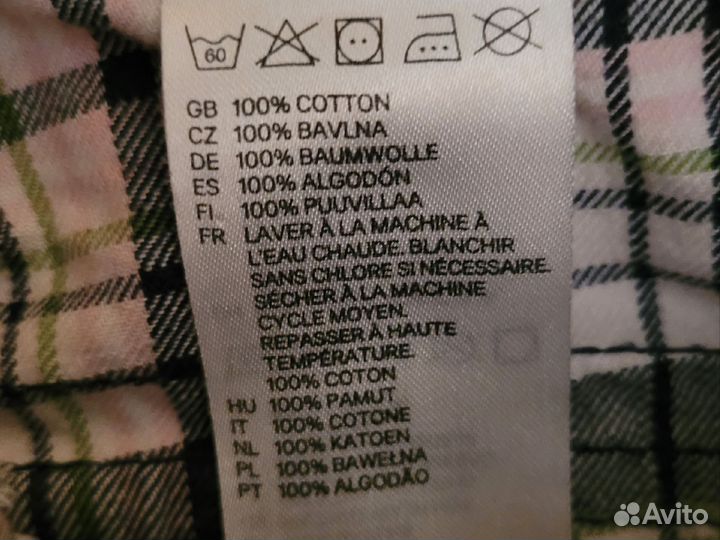 60
GB 100% COTTON
CZ 100% BAVLNA
DE 100% BAUMWOLLE
ES 100% ALGODÓN
FI 100% PUUVILLAA
FR LAVER À LA MACHINE À
L'EAU CHAUDE. BLANCHIR
SANS CHLORE SI NÉCESSAIRE.
SÉCHER À LA MACHINE
CYCLE MOYEN.
REPASSER À HAUTE
TEMPÉRATURE.
100% COTON
HU 100% PAMUT
IT 100% COTONE
NL 100% KATOEN
PL 100% BAWEŁNA
PT 100% ALGODÃO
Avito